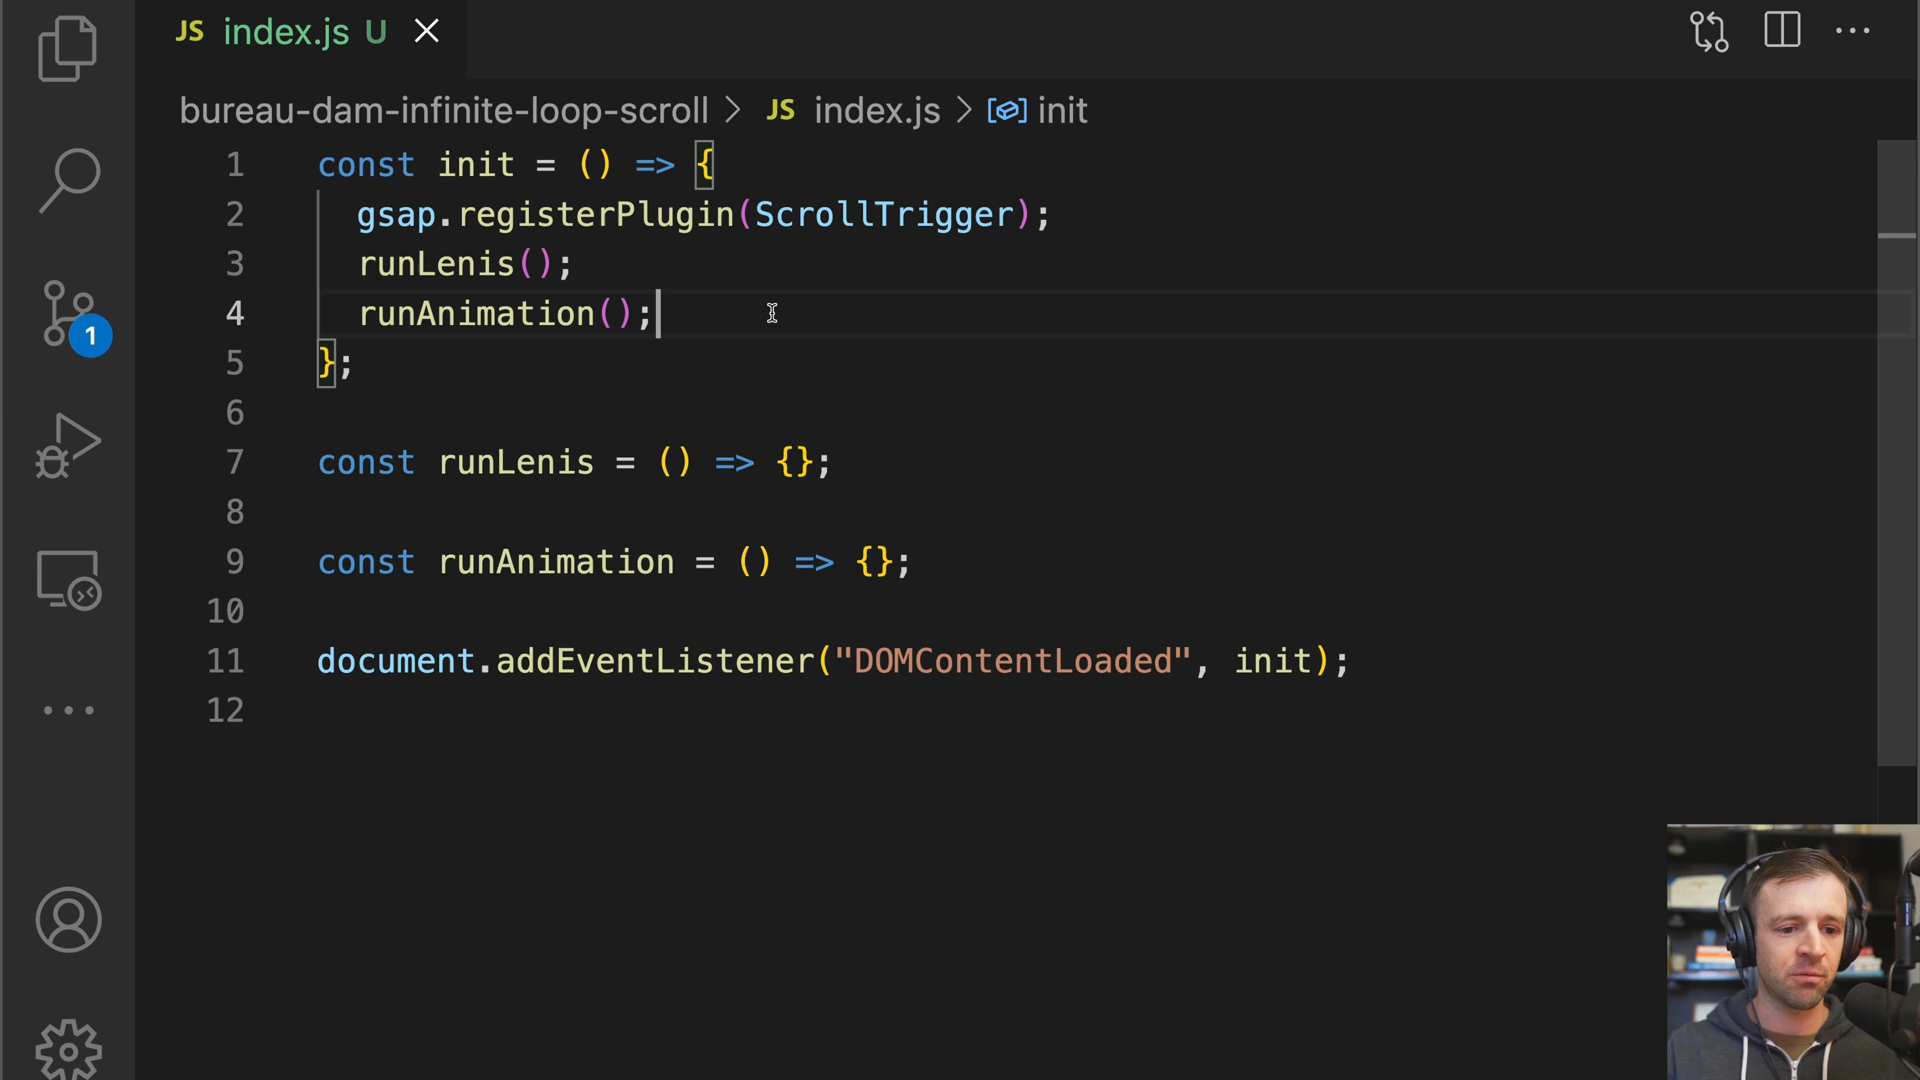 JS index.js U
bureau-dam-infinite-loop-scroll > JS index.js > init
1 const init = () => {
2 gsap.registerPlugin(ScrollTrigger);
3 runLenis();
4 runAnimation();
5 };
6
7 const runLenis = () => {};
8
9 const runAnimation = () => {};
10
11 document.addEventListener("DOMContentLoaded", init);
12
1